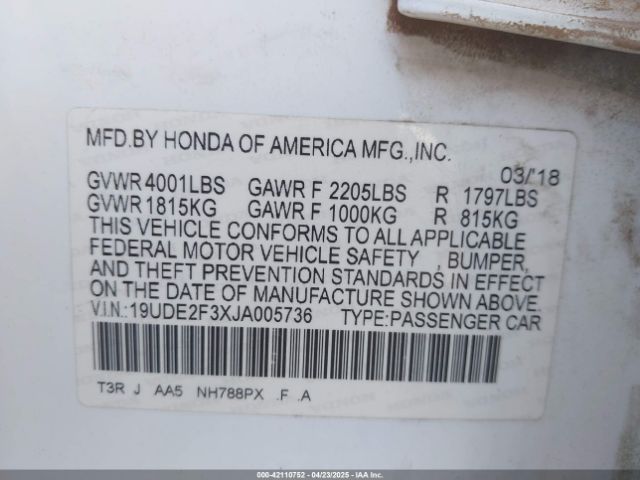 MFD.BY HONDA OF AMERICA MFG.,INC.
03/'18
GVWR 4001LBS GAWR F 2205LBS R 1797LBS
GVWR 1815KG GAWR F 1000KG R 815KG
THIS VEHICLE CONFORMS TO ALL APPLICABLE
FEDERAL MOTOR VEHICLE SAFETY , BUMPER,
AND THEFT PREVENTION STANDARDS IN EFFECT
ON THE DATE OF MANUFACTURE SHOWN ABOVE.
V.I.N.:19UDE2F3XJA005736 TYPE:PASSENGER CAR
T3R J AA5 NH788PX .F .A
000-42110752 - 04/23/2025 - IAA Inc.